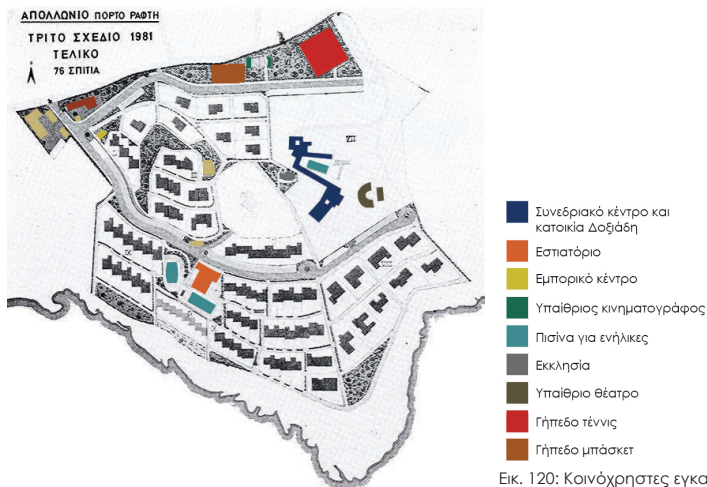 ΑΠΟΛΛΩΝΙΟ ΠΟΡΤΟ ΡΑΦΤΗ
ΤΡΙΤΟ ΣΧΕΔΙΟ 1981
ΤΕΛΙΚΟ
76 ΣΠΙΤΙΑ
Συνεδριακό κέντρο και
κατοικία Δοξιάδη
Εστιατόριο
Εμπορικό κέντρο
Υπαίθριος κινηματογράφος
Πισίνα για ενήλικες
Εκκλησία
Υπαίθριο θέατρο
Γήπεδο τέννις
Γήπεδο μπάσκετ
Εικ. 120: Κοινόχρηστες εγκα